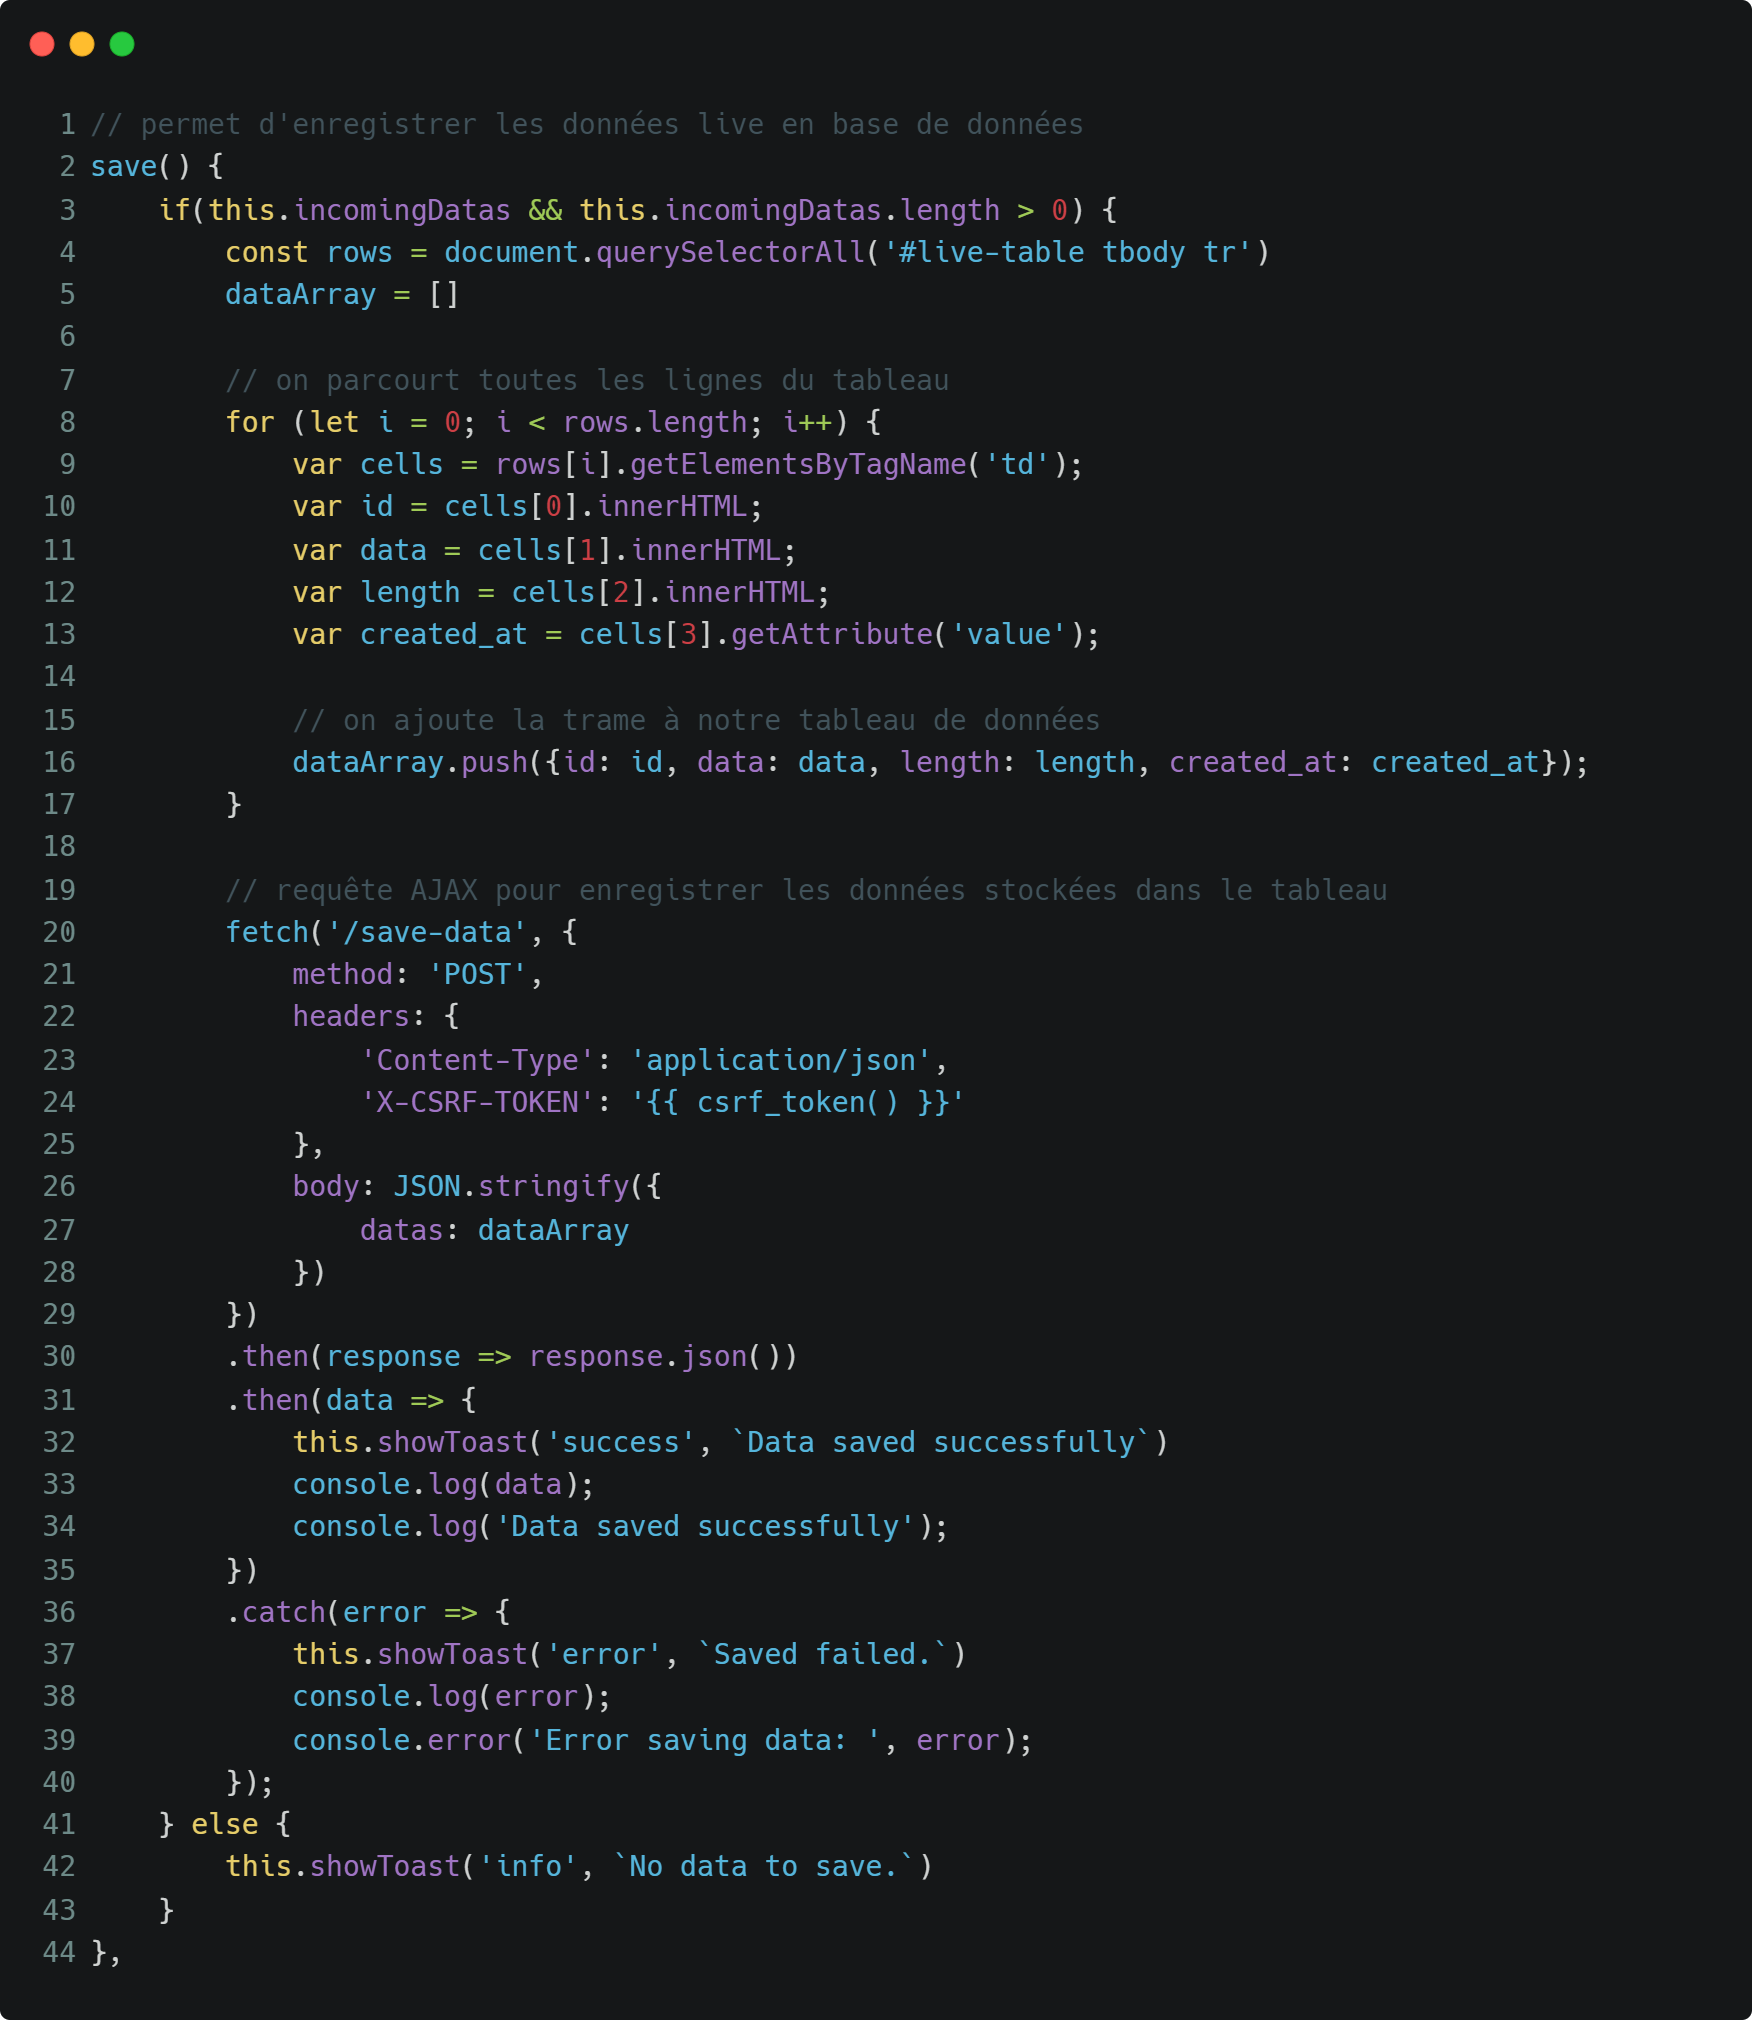 1 // permet d'enregistrer les données live en base de données
2 save() {
3     if(this.incomingDatas && this.incomingDatas.length > 0) {
4         const rows = document.querySelectorAll('#live-table tbody tr')
5         dataArray = []
6
7         // on parcourt toutes les lignes du tableau
8         for (let i = 0; i < rows.length; i++) {
9             var cells = rows[i].getElementsByTagName('td');
10             var id = cells[0].innerHTML;
11             var data = cells[1].innerHTML;
12             var length = cells[2].innerHTML;
13             var created_at = cells[3].getAttribute('value');
14
15             // on ajoute la trame à notre tableau de données
16             dataArray.push({id: id, data: data, length: length, created_at: created_at});
17         }
18
19         // requête AJAX pour enregistrer les données stockées dans le tableau
20         fetch('/save-data', {
21             method: 'POST',
22             headers: {
23                 'Content-Type': 'application/json',
24                 'X-CSRF-TOKEN': '{{ csrf_token() }}'
25             },
26             body: JSON.stringify({
27                 datas: dataArray
28             })
29         })
30         .then(response => response.json())
31         .then(data => {
32             this.showToast('success', `Data saved successfully`)
33             console.log(data);
34             console.log('Data saved successfully');
35         })
36         .catch(error => {
37             this.showToast('error', `Saved failed.`)
38             console.log(error);
39             console.error('Error saving data: ', error);
40         });
41     } else {
42         this.showToast('info', `No data to save.`)
43     }
44 },